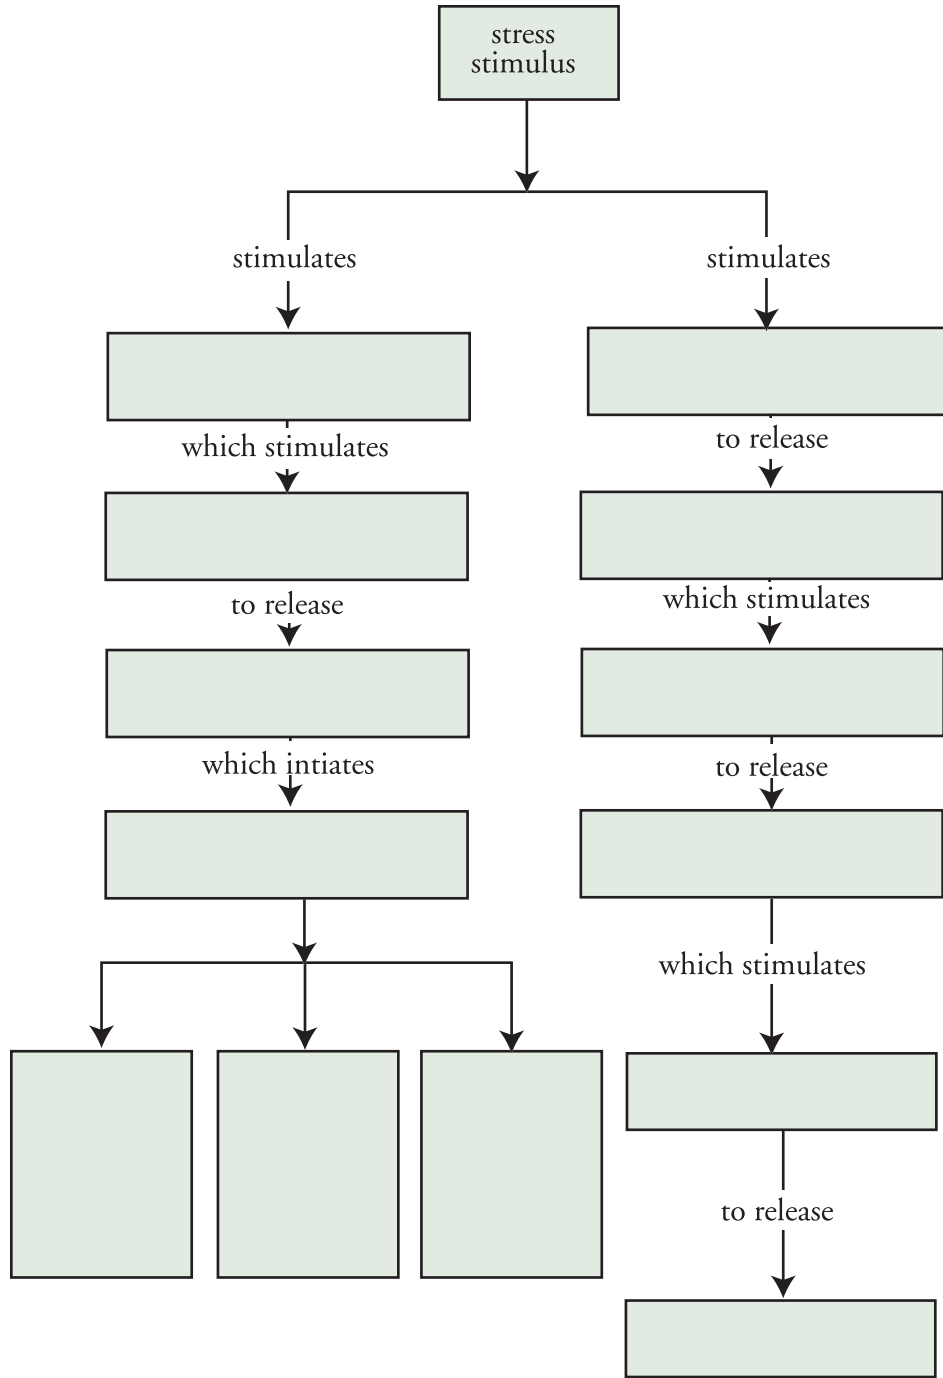 stress
stimulus
stimulates
stimulates
which stimulates
to release
to release
which stimulates
which intiates
to release
which stimulates
to release